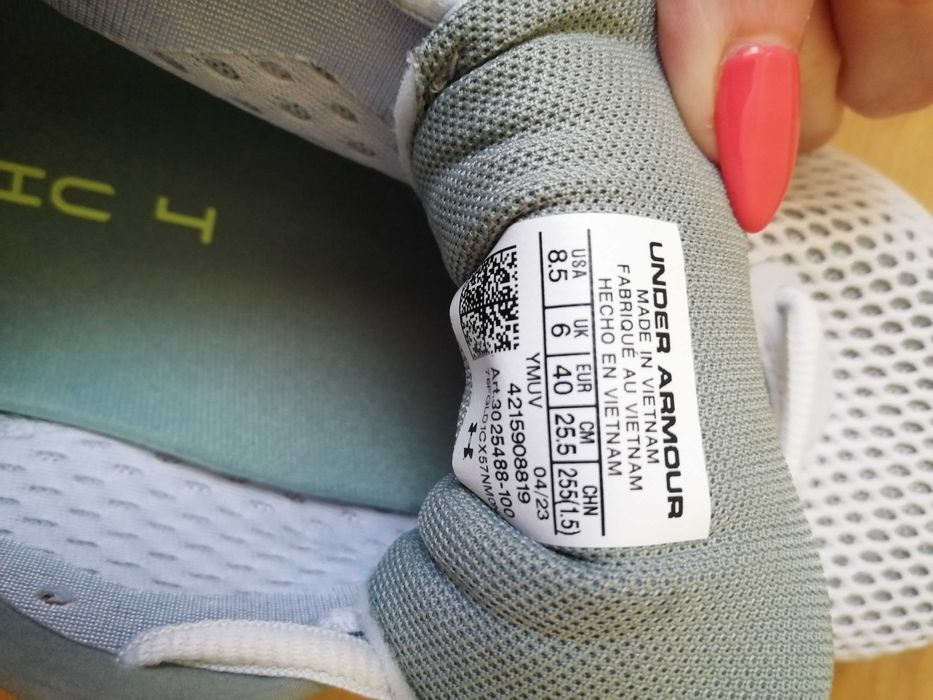 UNDER ARMOUR
MADE IN VIETNAM
FABRIQUÉ AU VIETNAM
HECHO EN VIETNAM
USA UK EUR CM CHN
8.5 6 40 25.5 255(1.5)
YMUV 04/23
4215908819
Art.3025488-100